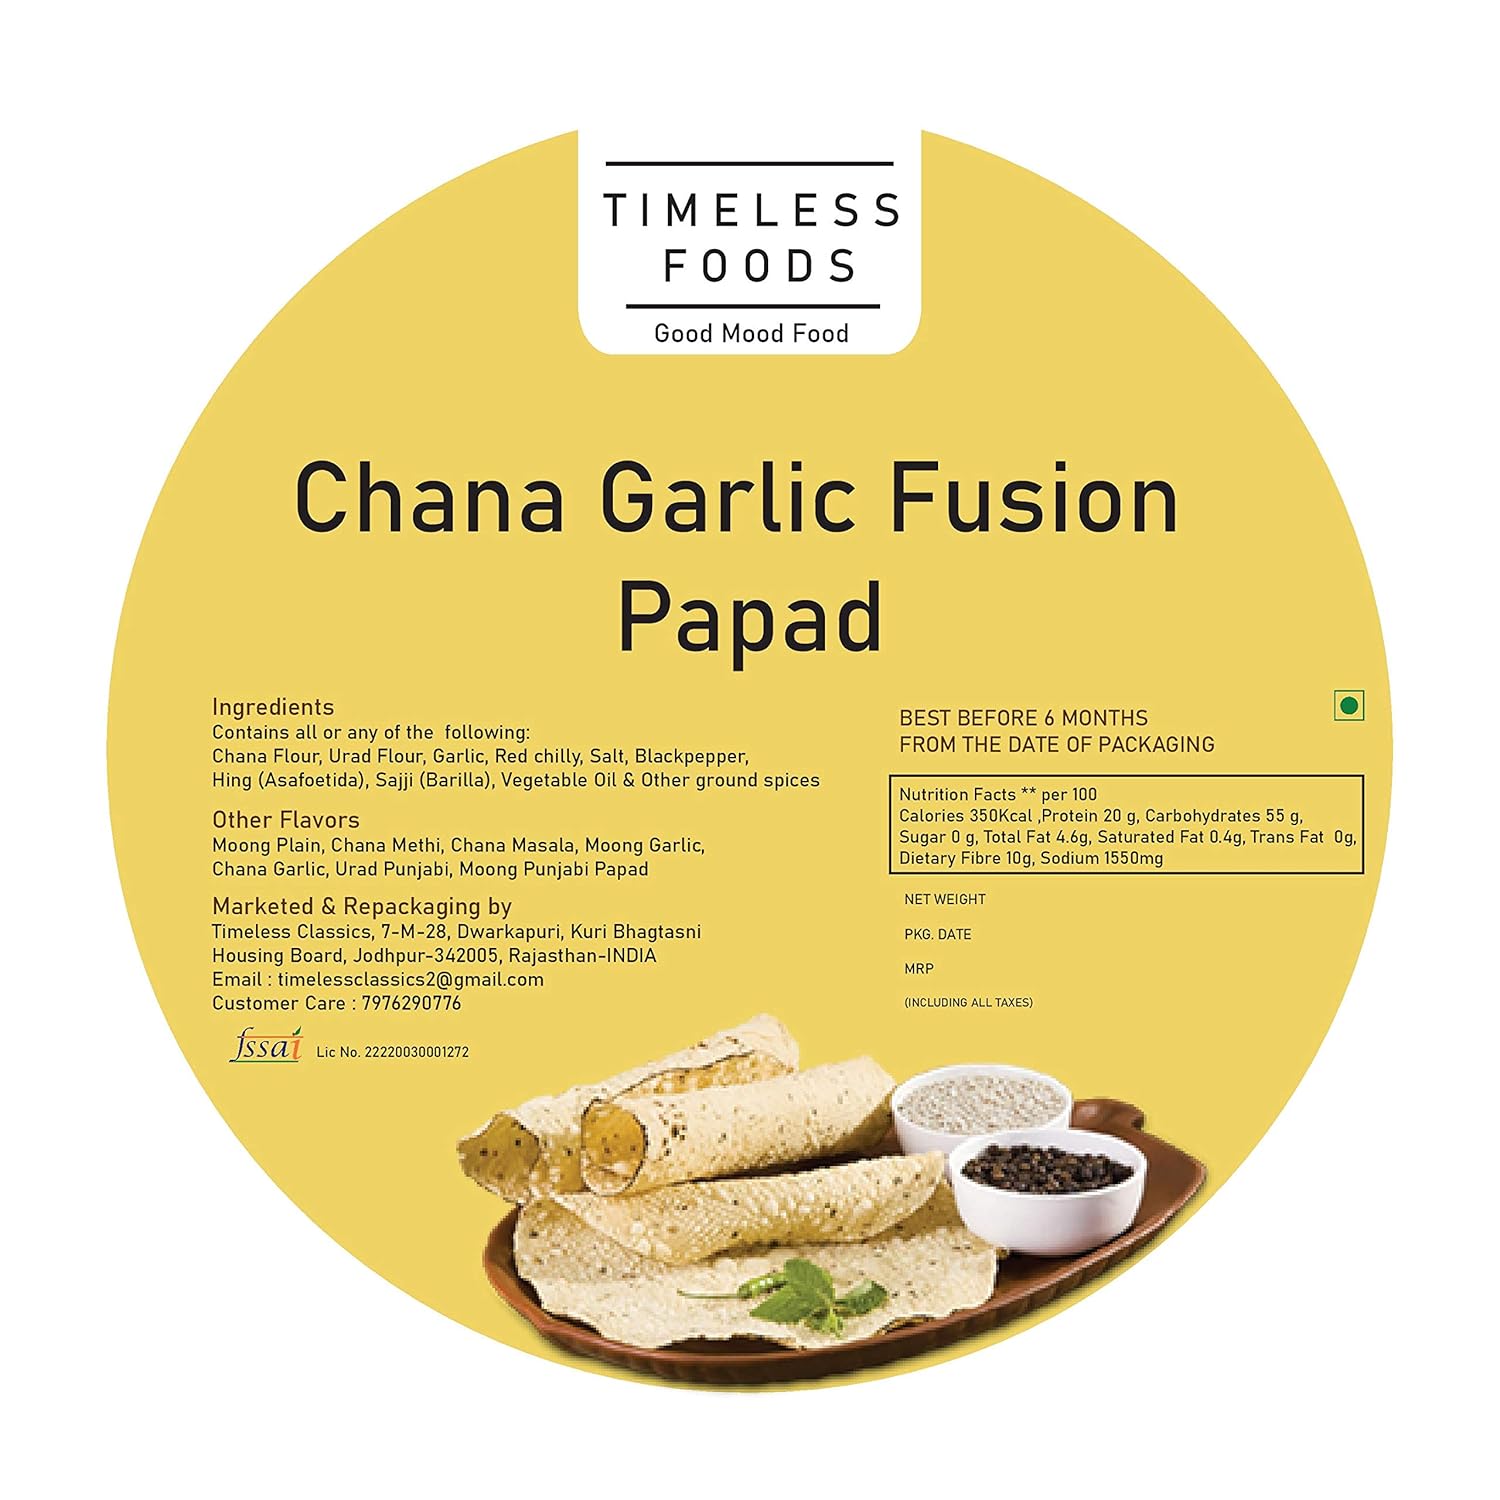 TIMELESS
FOODS
Good Mood Food
Chana Garlic Fusion
Papad
Ingredients
Contains all or any of the following:
Chana Flour, Urad Flour, Garlic, Red chilly, Salt, Blackpepper,
Hing (Asafoetida), Sajji (Barilla), Vegetable Oil & Other ground spices
Other Flavors
Moong Plain, Chana Methi, Chana Masala, Moong Garlic,
Chana Garlic, Urad Punjabi, Moong Punjabi Papad
Marketed & Repackaging by
Timeless Classics, 7-M-28, Dwarkapuri, Kuri Bhagtasni
Housing Board, Jodhpur-342005, Rajasthan-INDIA
Email : timelessclassics2@gmail.com
Customer Care : 7976290776
fssai
Lic No. 22220030001272
BEST BEFORE 6 MONTHS
FROM THE DATE OF PACKAGING
Nutrition Facts ** per 100
Calories 350Kcal ,Protein 20 g, Carbohydrates 55 g,
Sugar 0 g, Total Fat 4.6g, Saturated Fat 0.4g, Trans Fat 0g,
Dietary Fibre 10g, Sodium 1550mg
NET WEIGHT
PKG. DATE
MRP
(INCLUDING ALL TAXES)